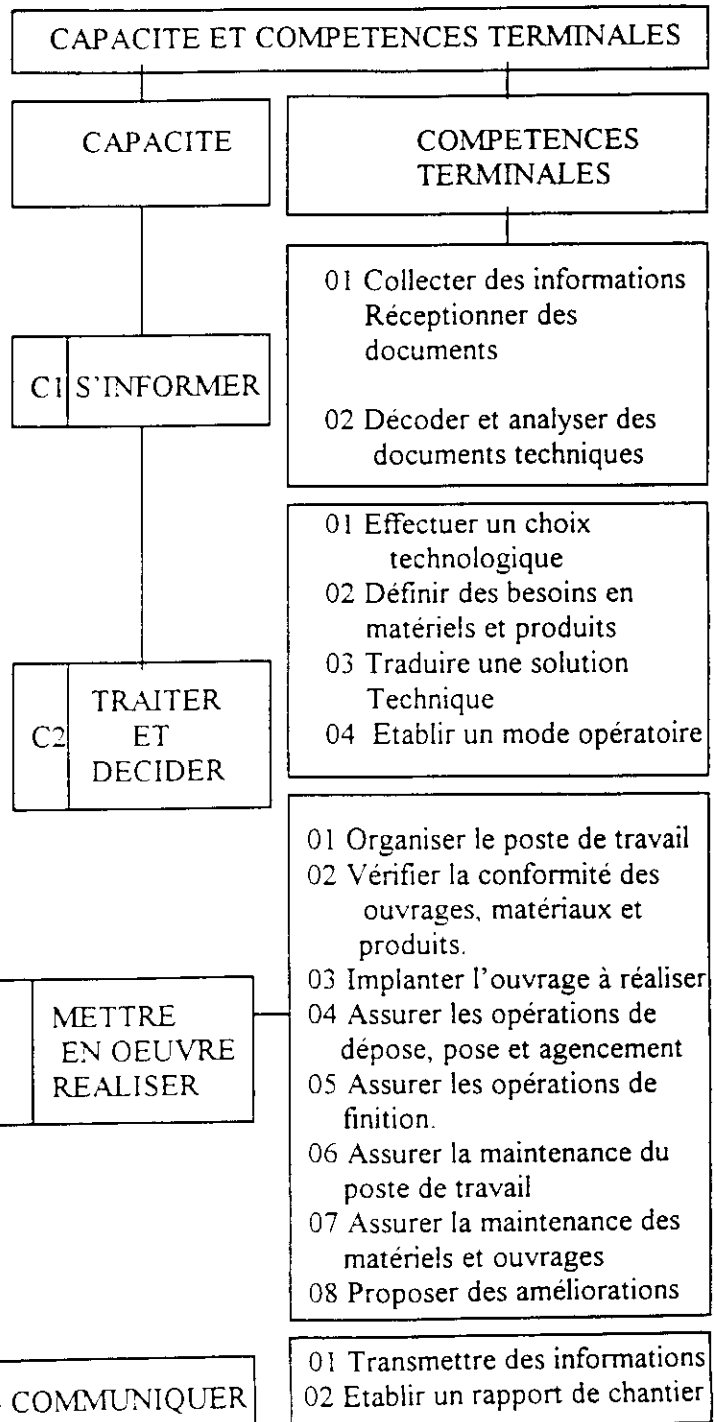 CAPACITE ET COMPETENCES TERMINALES
CAPACITE
COMPETENCES
TERMINALES
C1 S'INFORMER
01 Collecter des informations
Réceptionner des
documents
02 Décoder et analyser des
documents techniques
C2
TRAITER
ET
DECIDER
01 Effectuer un choix
technologique
02 Définir des besoins en
matériels et produits
03 Traduire une solution
Technique
04 Etablir un mode opératoire
METTRE
EN OEUVRE
REALISER
01 Organiser le poste de travail
02 Vérifier la conformité des
ouvrages, matériaux et
produits.
03 Implanter l'ouvrage à réaliser
04 Assurer les opérations de
dépose, pose et agencement
05 Assurer les opérations de
finition.
06 Assurer la maintenance du
poste de travail
07 Assurer la maintenance des
matériels et ouvrages
08 Proposer des améliorations
COMMUNIQUER
01 Transmettre des informations
02 Etablir un rapport de chantier